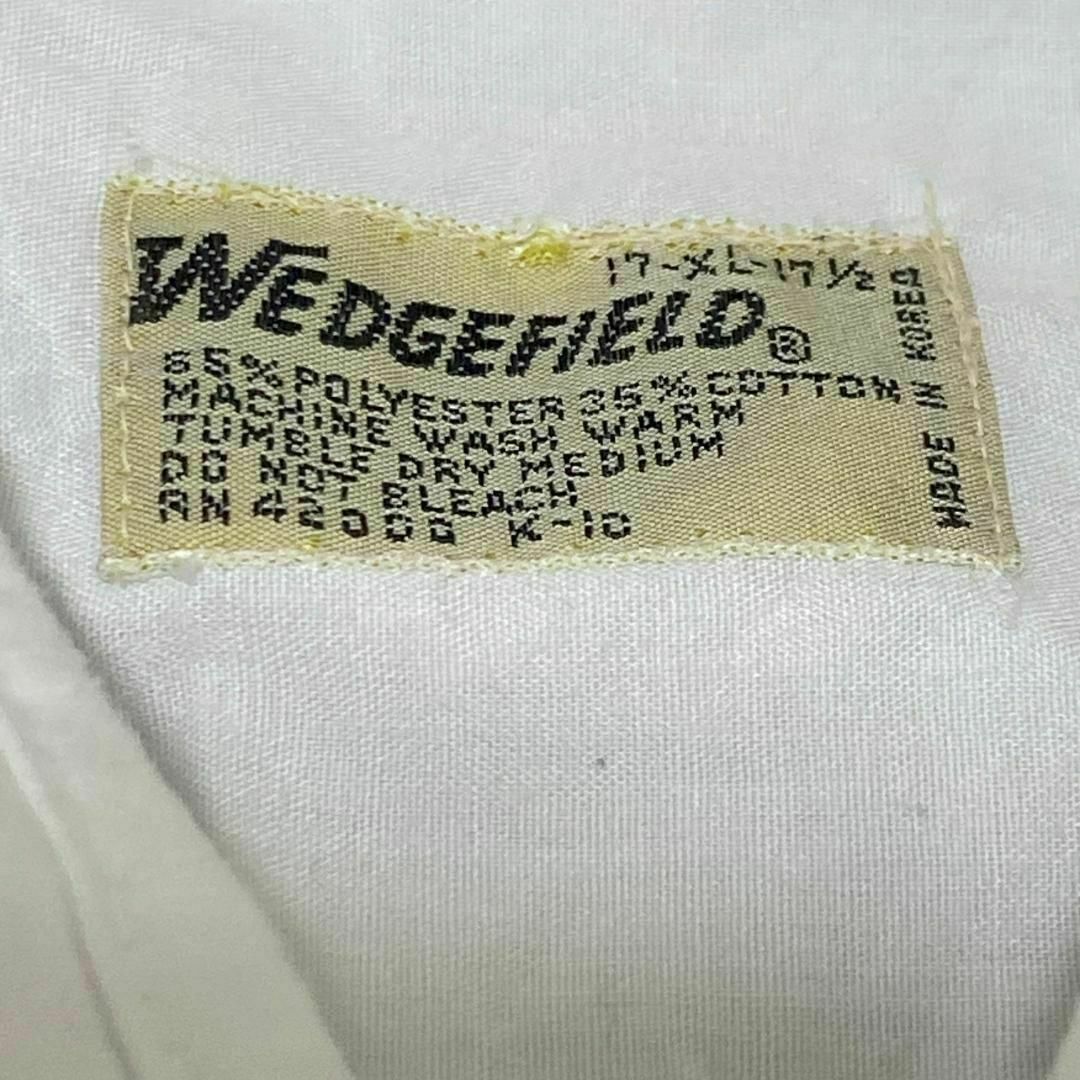 17-XL-17½
WEDGEFIELD®
65% POLYESTER 35% COTTON
MACHINE WASH WARM
TUMBLE DRY MEDIUM
DO NOT BLEACH
RN K-10
MADE IN KOREA